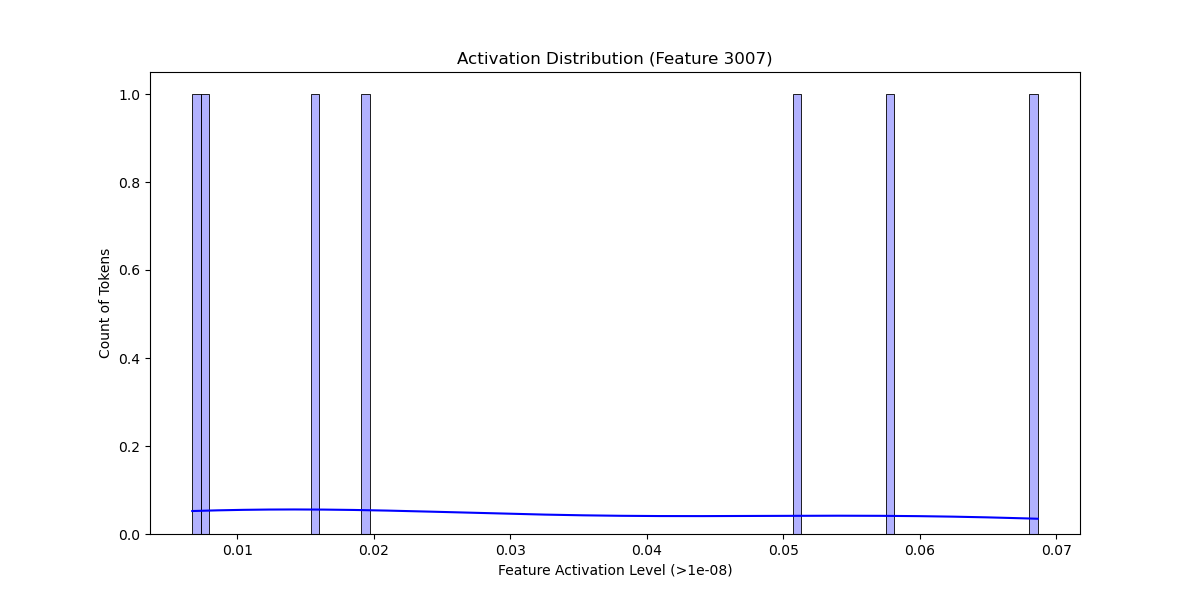 Activation Distribution (Feature 3007)
1.0
0.8
0.6
0.4
0.2
0.0
Count of Tokens
0.01 0.02 0.03 0.04 0.05 0.06 0.07
Feature Activation Level (>1e-08)